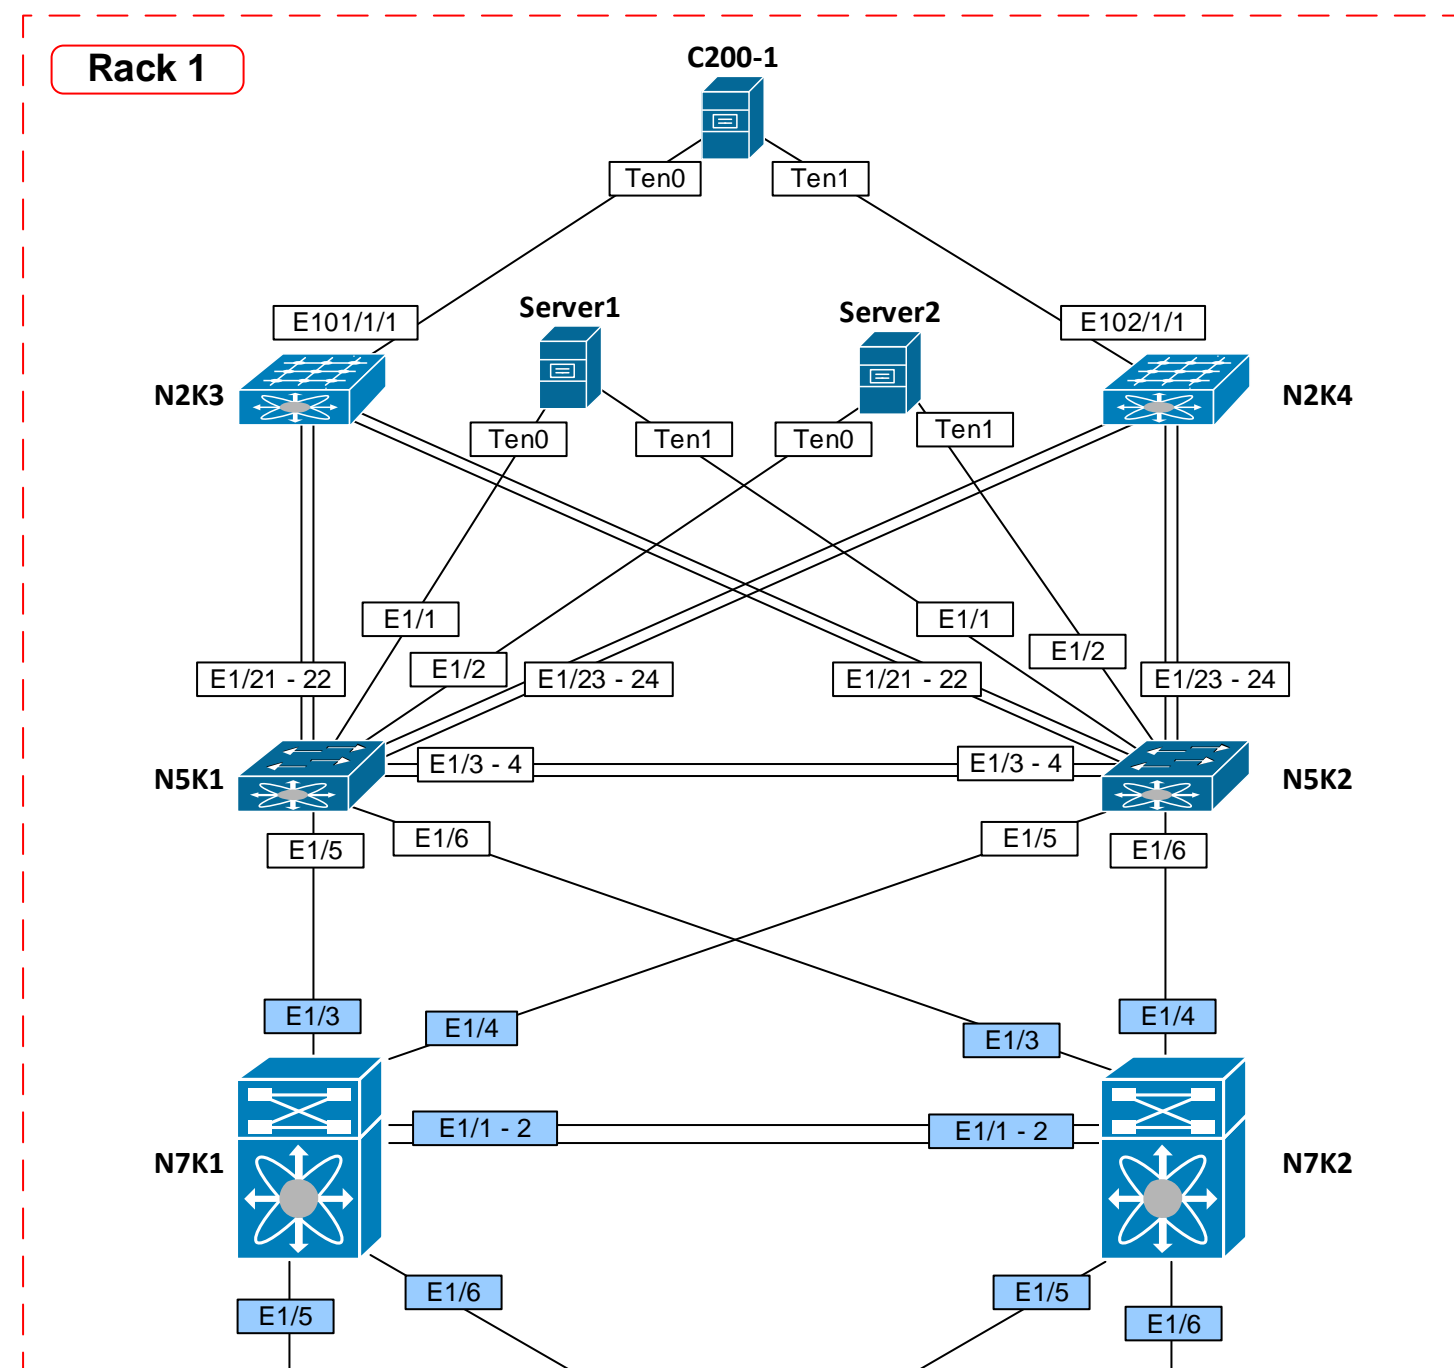 C200-1
Rack 1
Ten0
Ten1
Server1
Server2
E101/1/1
E102/1/1
N2K3
N2K4
Ten0
Ten1
Ten0
Ten1
E1/1
E1/1
E1/2
E1/2
E1/21 - 22
E1/23 - 24
E1/21 - 22
E1/23 - 24
E1/3 - 4
E1/3 - 4
N5K1
N5K2
E1/5
E1/6
E1/5
E1/6
E1/3
E1/4
E1/3
E1/4
E1/1 - 2
E1/1 - 2
N7K1
N7K2
E1/5
E1/6
E1/5
E1/6